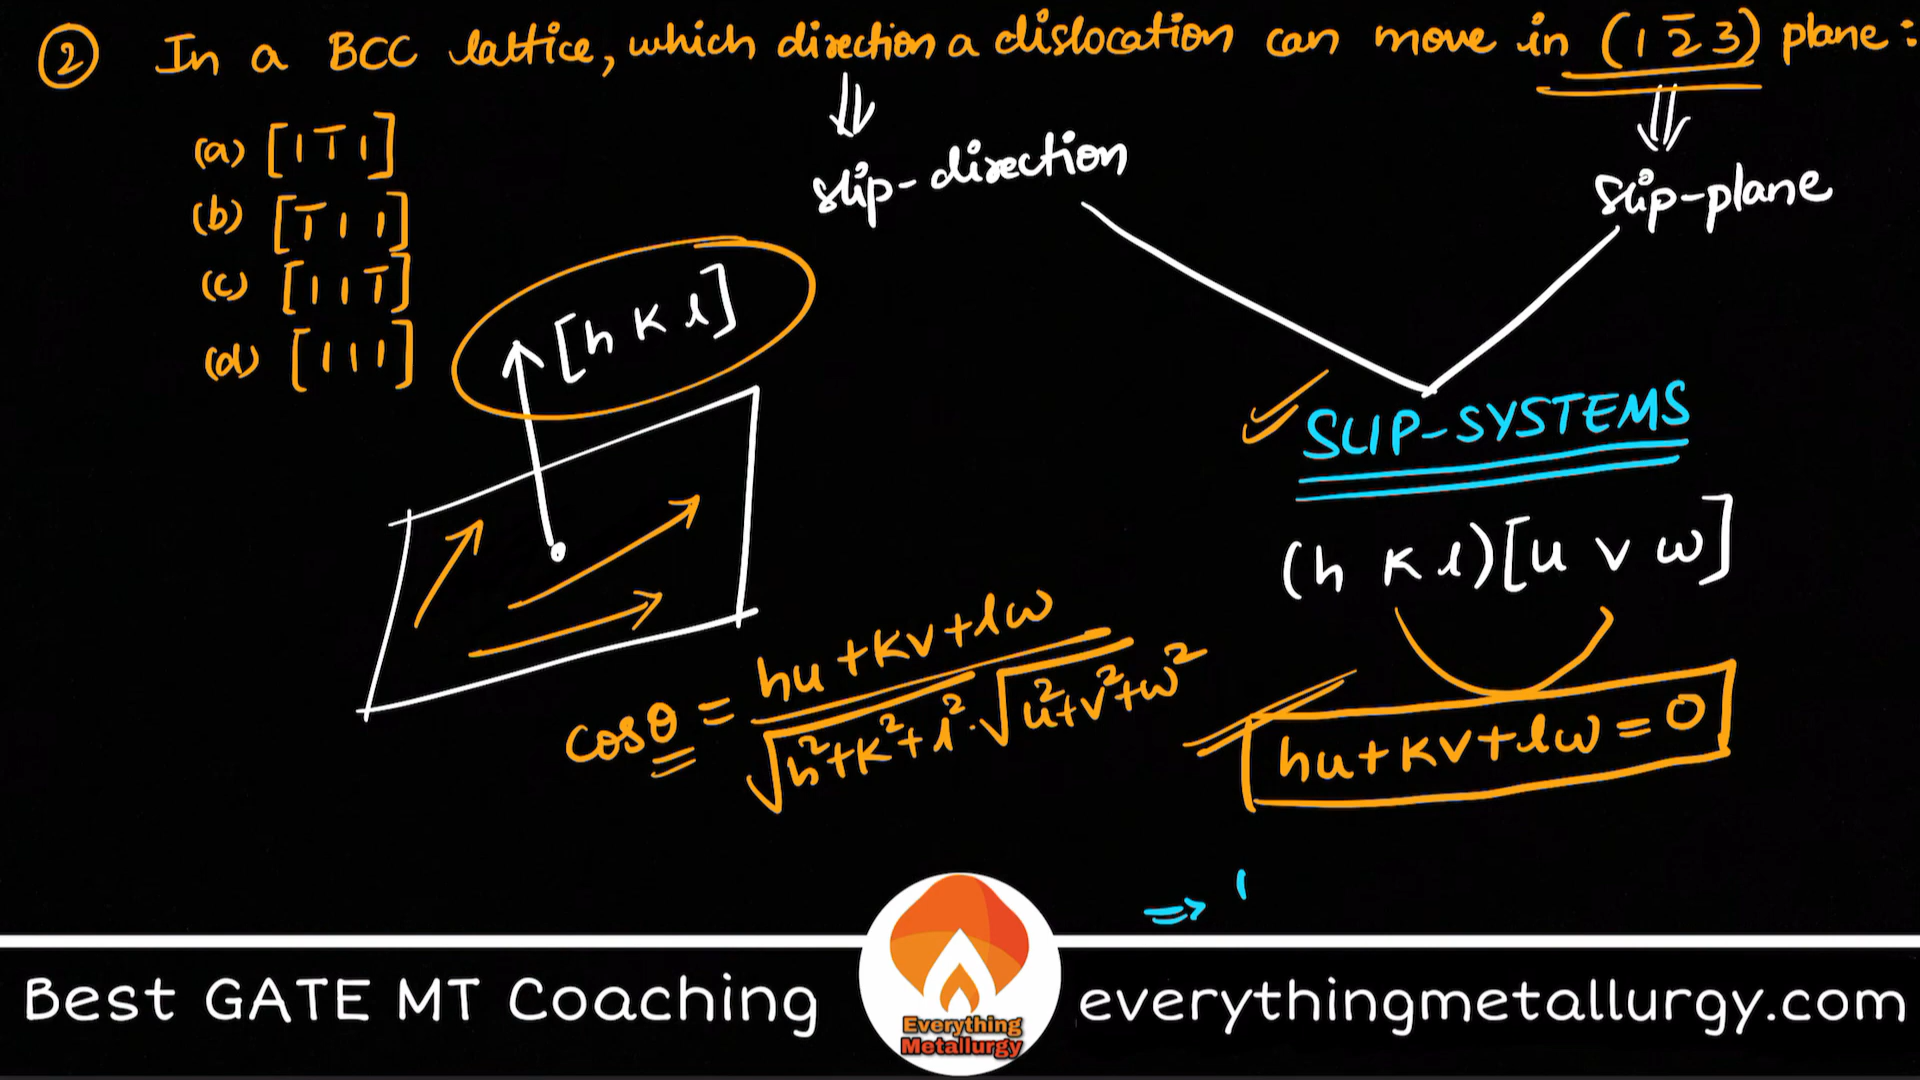 ② In a BCC lattice, which direction a dislocation can move in (1 2̄ 3) plane:
(a) [1 1̄ 1]
(b) [1̄ 1 1]
(c) [1 1 1̄]
(d) [1 1 1]
⇓
slip-direction
⇓
slip-plane
[h k l]
SLIP-SYSTEMS
(h k l)[u v w]
cosθ = hu+kv+lw / √h²+k²+l² · √u²+v²+w²
hu+kv+lw=0
⇒ 1
Best GATE MT Coaching
Everything
Metallurgy
everythingmetallurgy.com